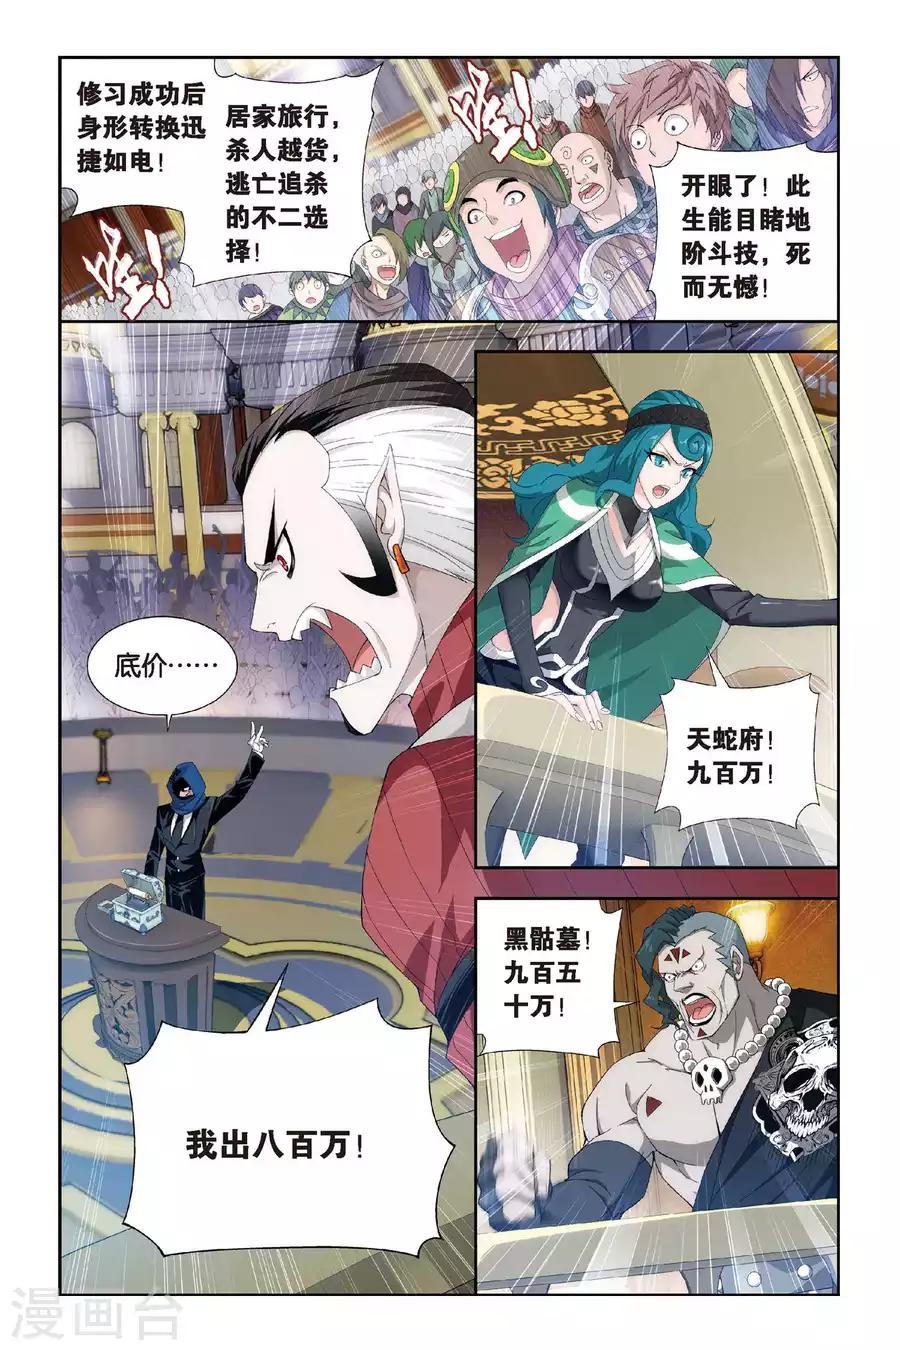 修习成功后
身形转换迅
捷如电！
居家旅行，
杀人越货，
逃亡追杀
的不二选
择！
哇！
哇！
开眼了！此
生能目睹地
阶斗技，死
而无憾！
底价……
我出八百万！
天蛇府！
九百万！
黑骷墓！
九百五
十万！
漫画台